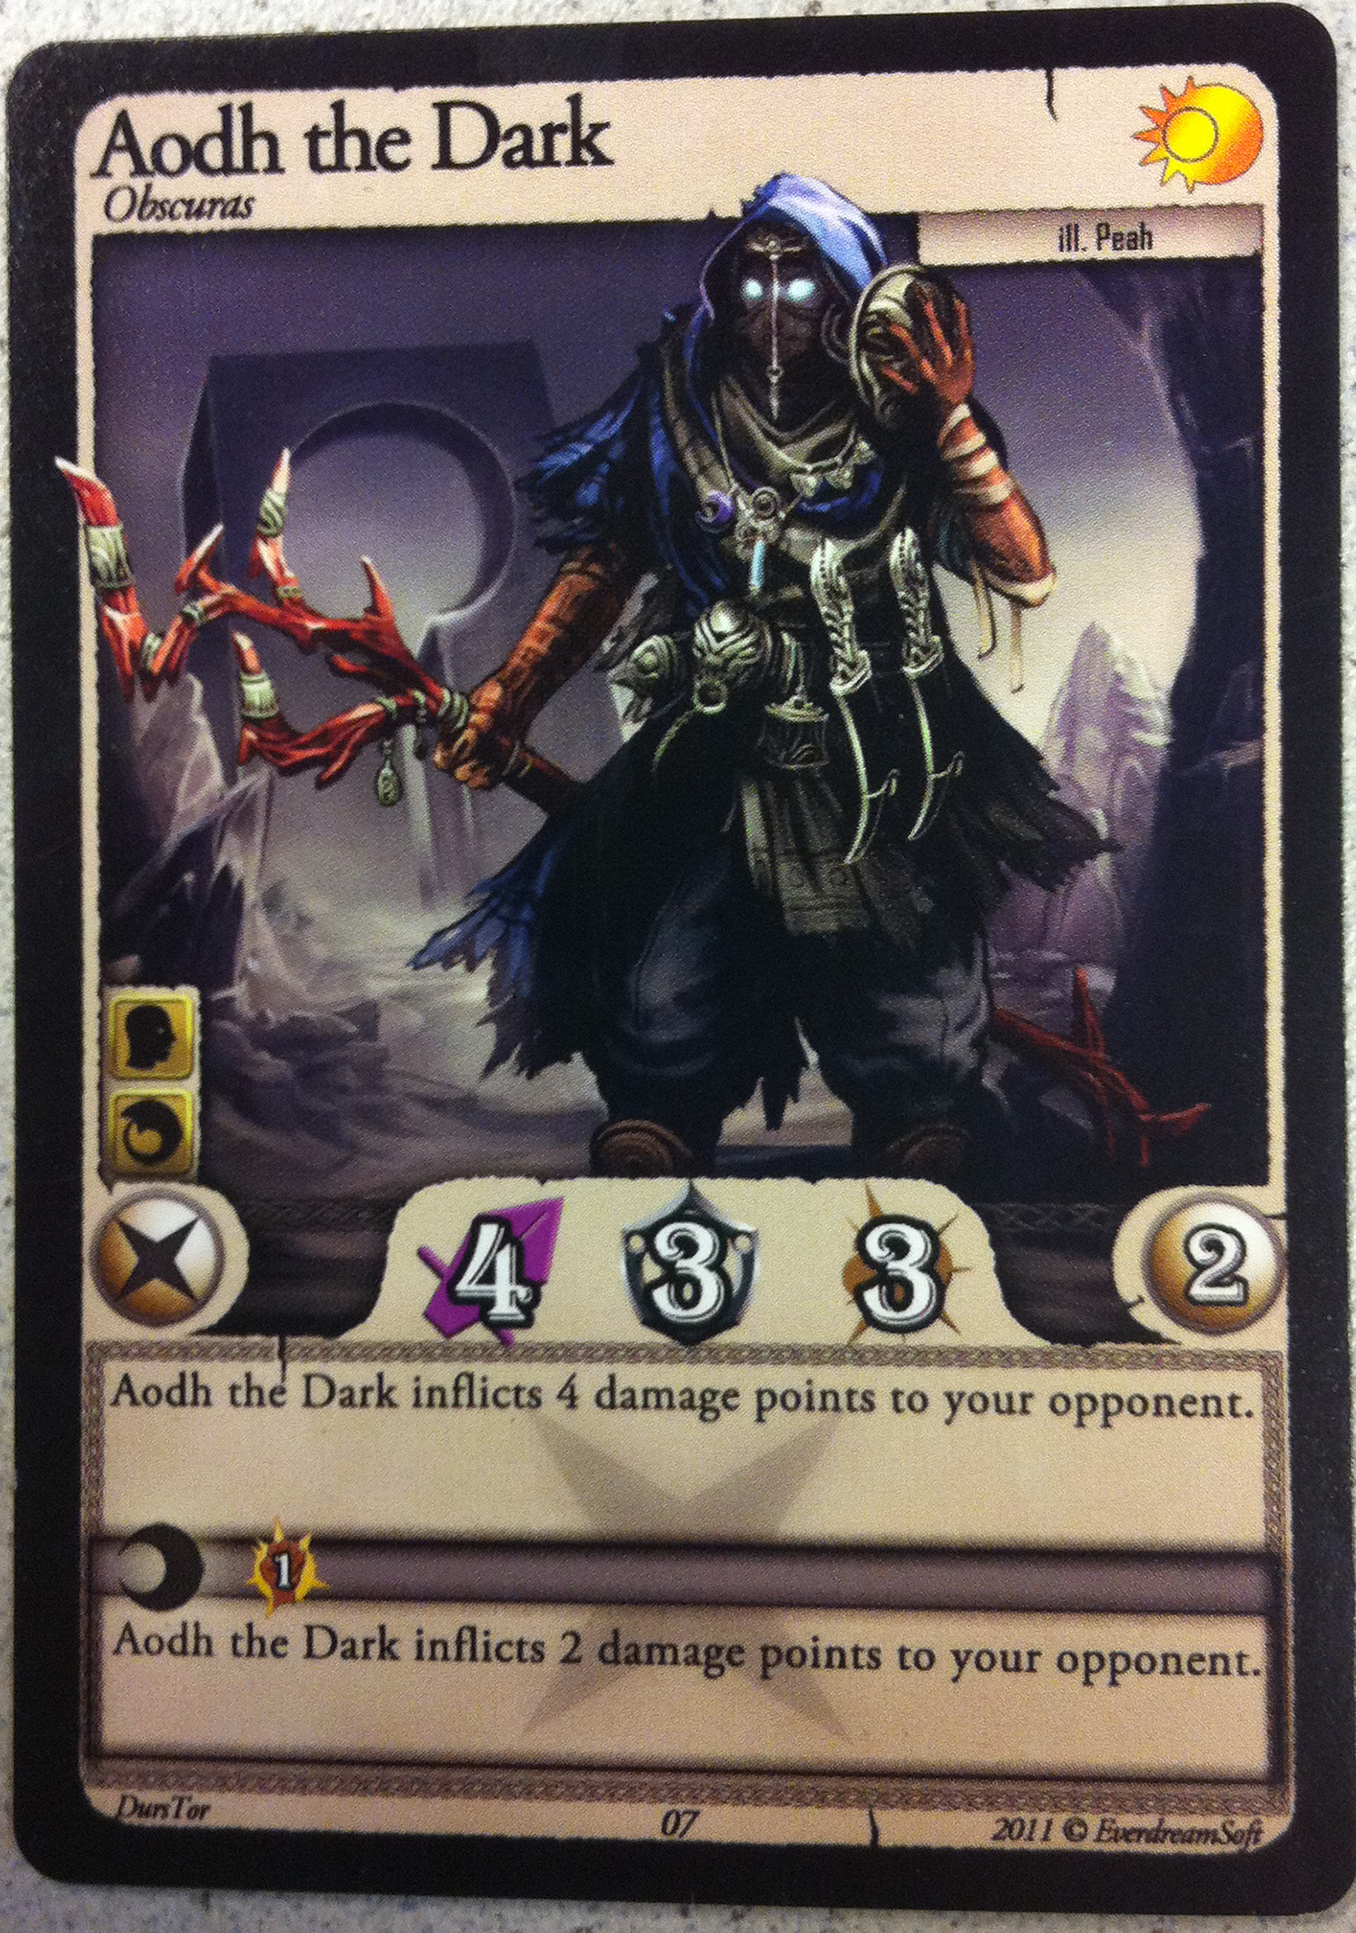 Aodh the Dark
Obscuras
ill. Peah
4 3 3 2
Aodh the Dark inflicts 4 damage points to your opponent.
1
Aodh the Dark inflicts 2 damage points to your opponent.
DursTor 07 2011 © EverdreamSoft